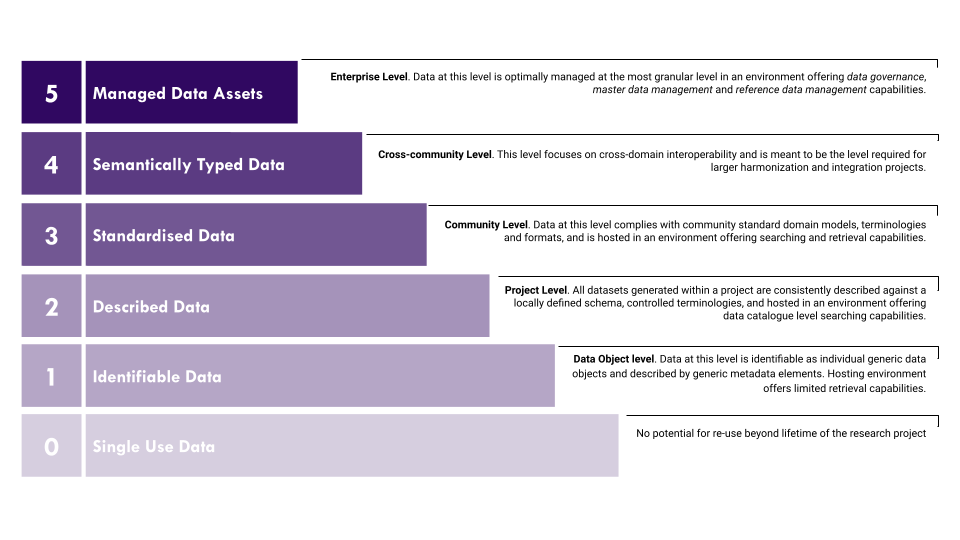 5
Managed Data Assets
Enterprise Level. Data at this level is optimally managed at the most granular level in an environment offering data governance,
master data management and reference data management capabilities.
4
Semantically Typed Data
Cross-community Level. This level focuses on cross-domain interoperability and is meant to be the level required for
larger harmonization and integration projects.
3
Standardised Data
Community Level. Data at this level complies with community standard domain models, terminologies
and formats, and is hosted in an environment offering searching and retrieval capabilities.
2
Described Data
Project Level. All datasets generated within a project are consistently described against a
locally defined schema, controlled terminologies, and hosted in an environment offering
data catalogue level searching capabilities.
1
Identifiable Data
Data Object level. Data at this level is identifiable as individual generic data
objects and described by generic metadata elements. Hosting environment
offers limited retrieval capabilities.
0
Single Use Data
No potential for re-use beyond lifetime of the research project